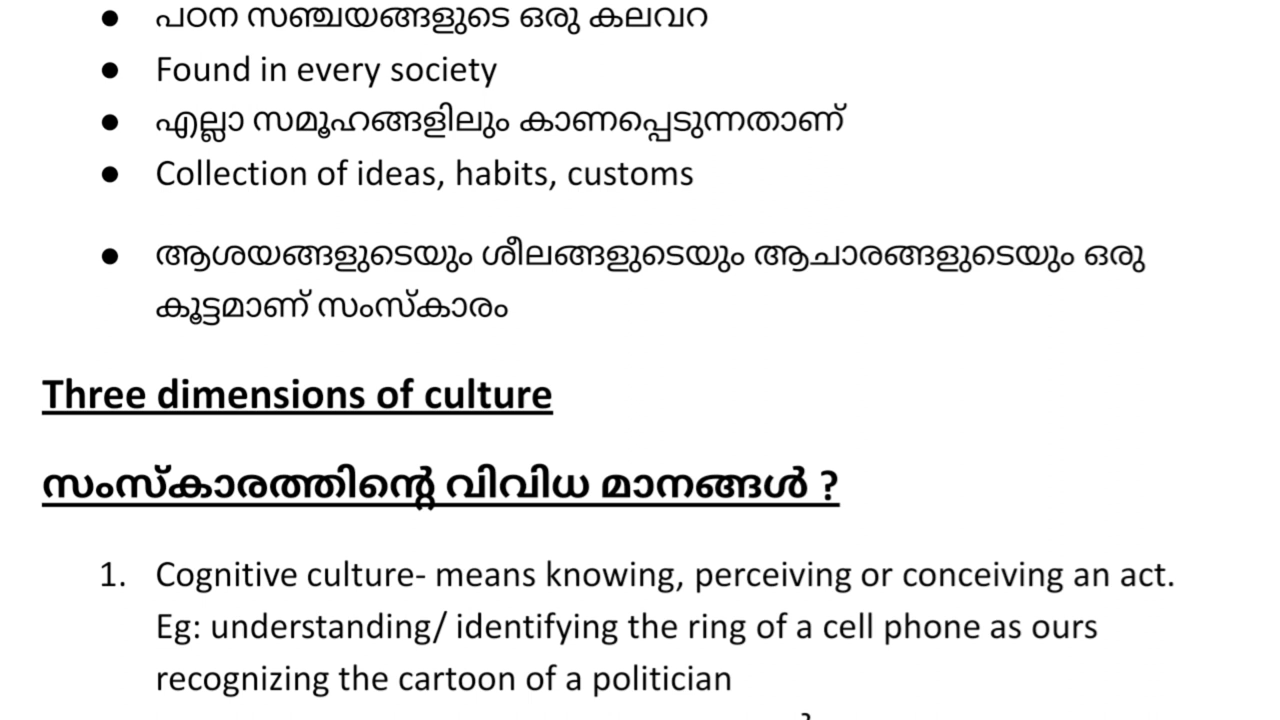 ● പഠന സഞ്ചയങ്ങളുടെ ഒരു കലവറ
● Found in every society
● എല്ലാ സമൂഹങ്ങളിലും കാണപ്പെടുന്നതാണ്
● Collection of ideas, habits, customs
● ആശയങ്ങളുടെയും ശീലങ്ങളുടെയും ആചാരങ്ങളുടെയും ഒരു
കൂട്ടമാണ് സംസ്കാരം
Three dimensions of culture
സംസ്കാരത്തിന്റെ വിവിധ മാനങ്ങൾ ?
1. Cognitive culture- means knowing, perceiving or conceiving an act.
Eg: understanding/ identifying the ring of a cell phone as ours
recognizing the cartoon of a politician